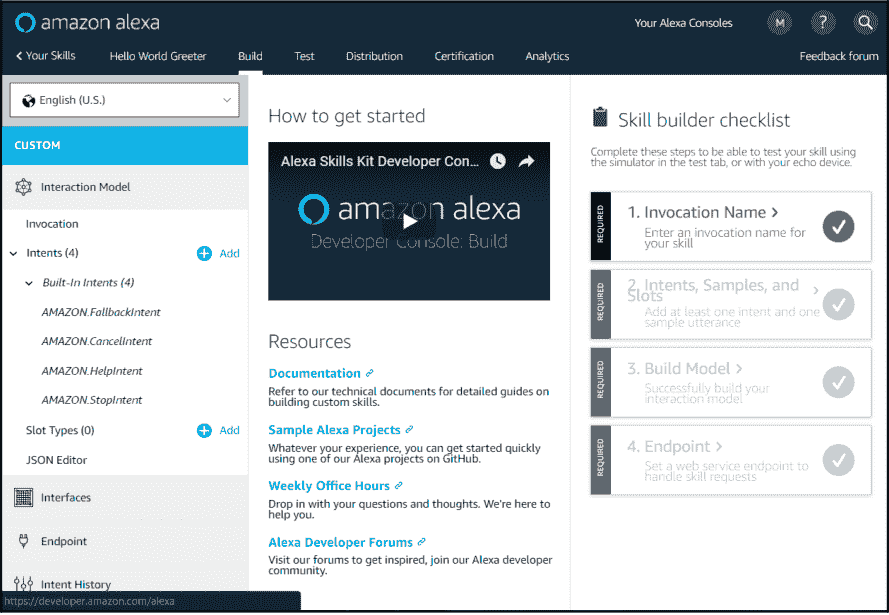 amazon alexa
Your Alexa Consoles
M
?
Your Skills
Hello World Greeter
Build
Test
Distribution
Certification
Analytics
Feedback forum
English (U.S.)
CUSTOM
Interaction Model
Invocation
Intents (4)
Add
Built-In Intents (4)
AMAZON.FallbackIntent
AMAZON.CancelIntent
AMAZON.HelpIntent
AMAZON.StopIntent
Slot Types (0)
Add
JSON Editor
Interfaces
Endpoint
Intent History
https://developer.amazon.com/alexa
How to get started
Alexa Skills Kit Developer Con...
amazon alexa
Developer Console: Build
Resources
Documentation
Refer to our technical documents for detailed guides on
building custom skills.
Sample Alexa Projects
Whatever your experience, you can get started quickly
using one of our Alexa projects on GitHub.
Weekly Office Hours
Drop in with your questions and thoughts. We're here to
help you.
Alexa Developer Forums
Visit our forums to get inspired, join our Alexa developer
community.
Skill builder checklist
Complete these steps to be able to test your skill using
the simulator in the test tab, or with your echo device.
REQUIRED
1. Invocation Name >
Enter an invocation name for
your skill
REQUIRED
2. Intents, Samples, and
Slots >
Add at least one intent and one
sample utterance
REQUIRED
3. Build Model >
Successfully build your
interaction model
REQUIRED
4. Endpoint >
Set a web service endpoint to
handle skill requests